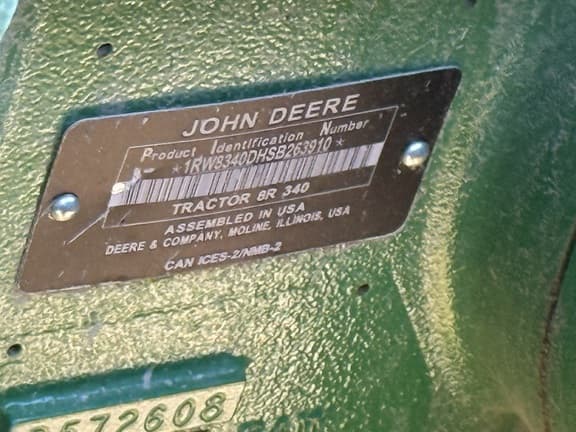 JOHN DEERE
Product Identification Number
*1RW8340DHSB263910*
TRACTOR 8R 340
ASSEMBLED IN USA
DEERE & COMPANY, MOLINE, ILLINOIS, USA
CAN ICES-2/NMB-2